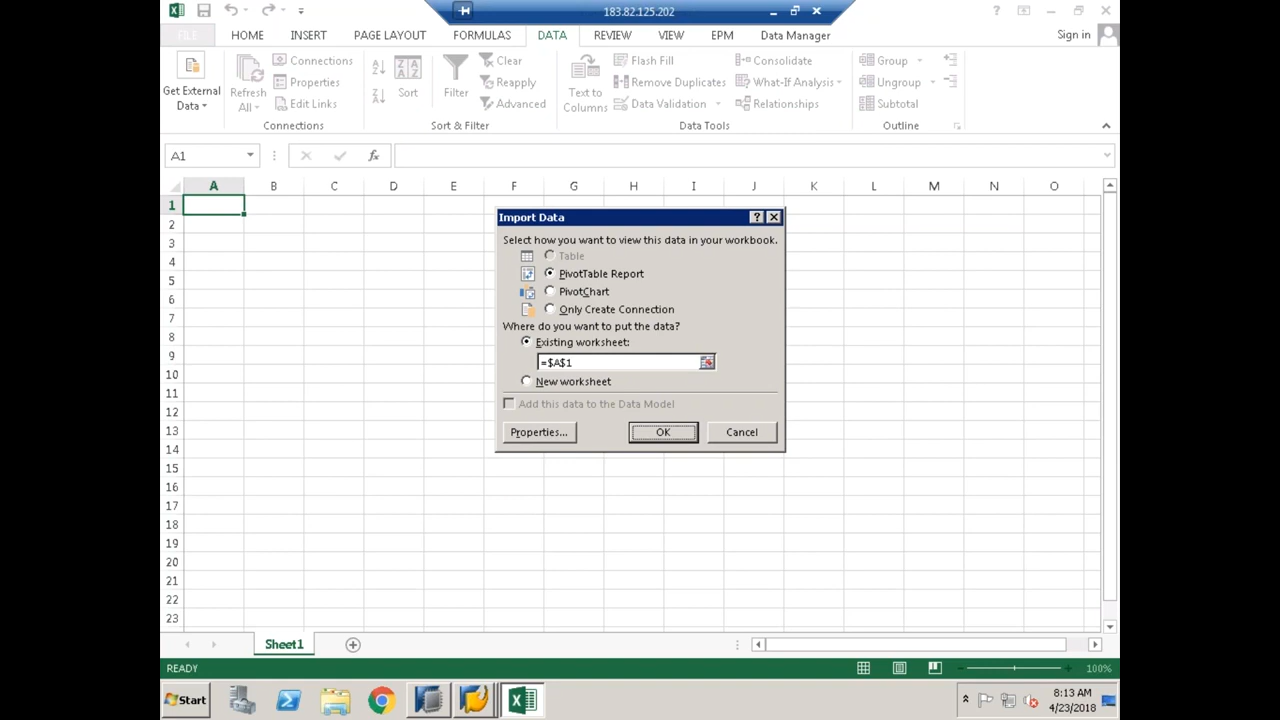 183.82.125.202
FILE HOME INSERT PAGE LAYOUT FORMULAS DATA REVIEW VIEW EPM Data Manager Sign in
Get External Data
Refresh All
Connections
Properties
Edit Links
Connections
Sort
Filter
Clear
Reapply
Advanced
Sort & Filter
Text to Columns
Flash Fill
Remove Duplicates
Data Validation
Consolidate
What-If Analysis
Relationships
Data Tools
Group
Ungroup
Subtotal
Outline
A1
fx
A B C D E F G H I J K L M N O
1
2
3
4
5
6
7
8
9
10
11
12
13
14
15
16
17
18
19
20
21
22
23
Import Data
Select how you want to view this data in your workbook.
Table
PivotTable Report
PivotChart
Only Create Connection
Where do you want to put the data?
Existing worksheet:
=$A$1
New worksheet
Add this data to the Data Model
Properties... OK Cancel
Sheet1
READY
100%
Start
8:13 AM
4/23/2018